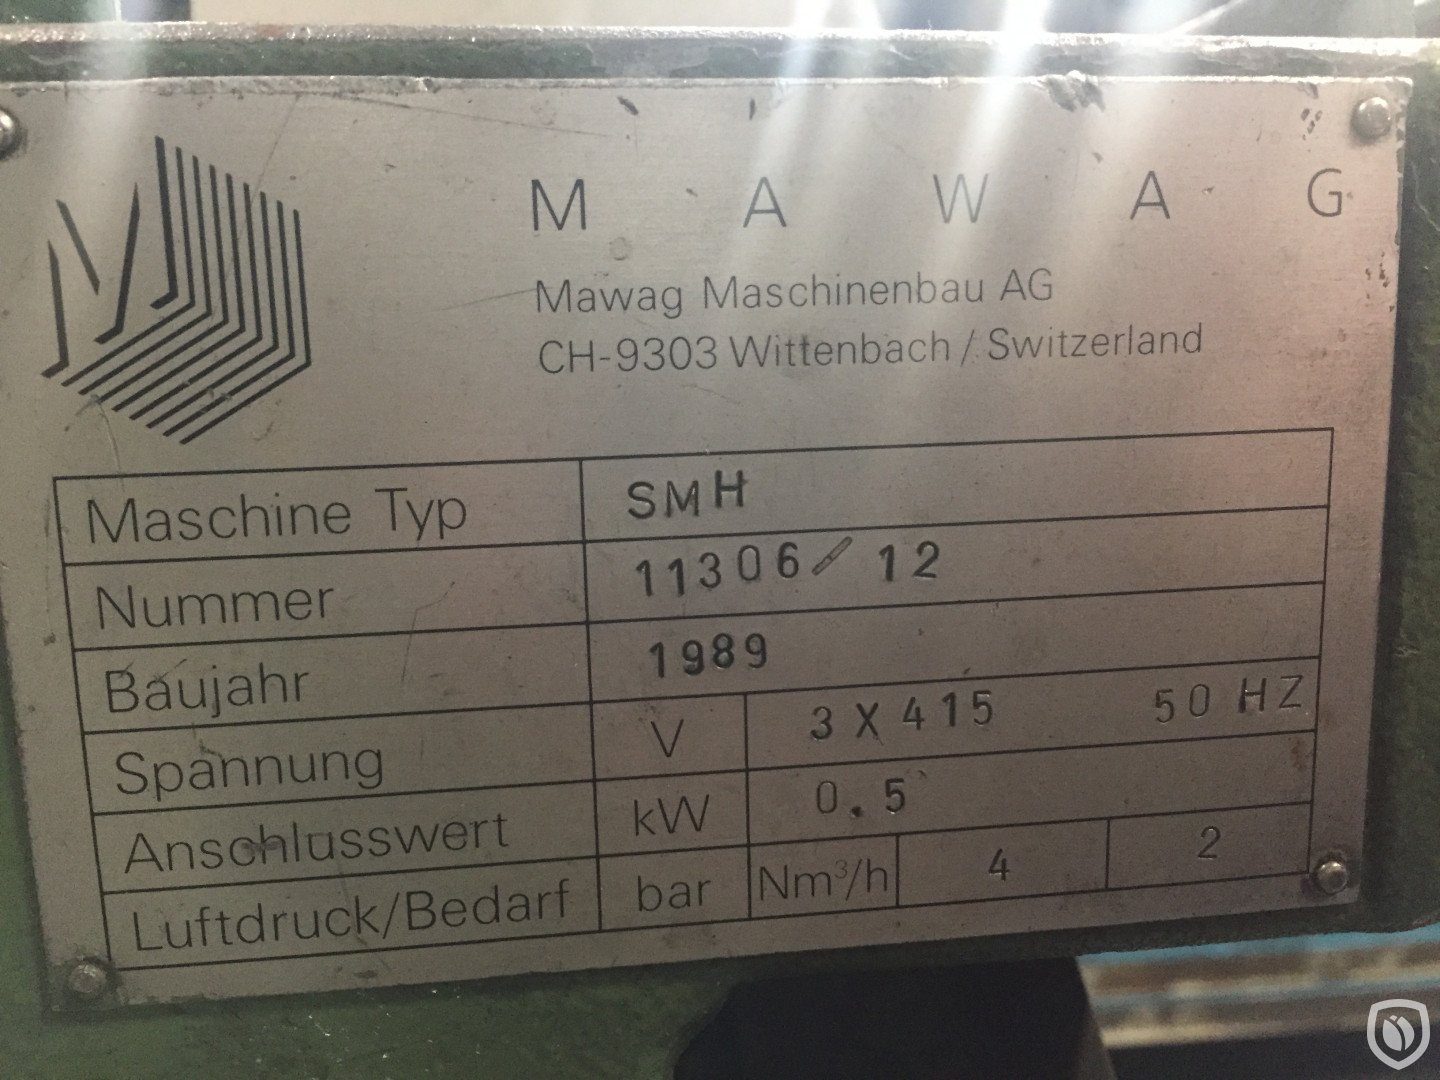 M A W A G
Mawag Maschinenbau AG
CH-9303 Wittenbach / Switzerland
Maschine Typ SMH
Nummer 11306/12
Baujahr 1989
Spannung V 3 X 415 50 HZ
Anschlusswert kW 0.5
Luftdruck/Bedarf bar Nm³/h 4 2